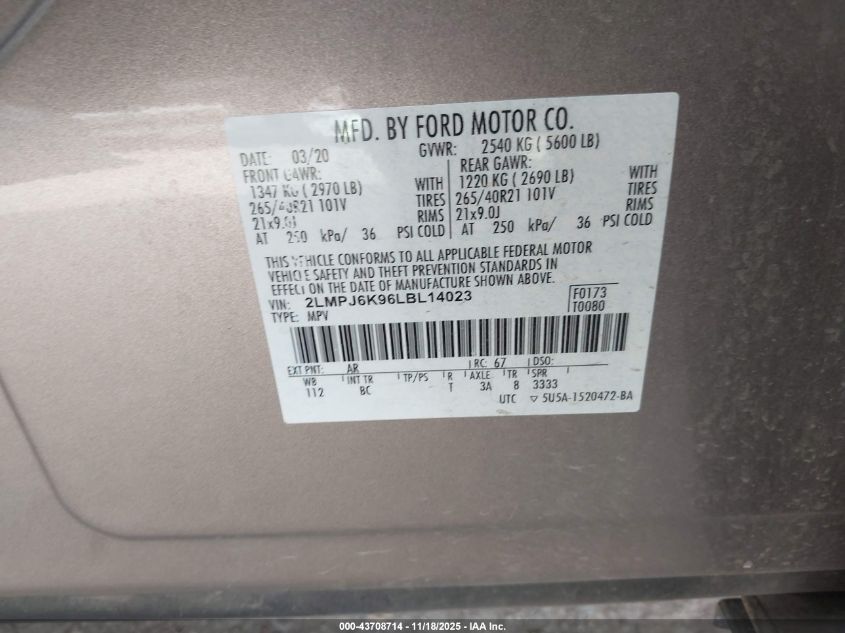 MFD. BY FORD MOTOR CO.
DATE: 03/20 GVWR: 2540 KG ( 5600 LB)
FRONT GAWR: REAR GAWR:
1347 KG ( 2970 LB) WITH 1220 KG ( 2690 LB) WITH
265/40R21 101V TIRES 265/40R21 101V TIRES
21x9.0J RIMS 21x9.0J RIMS
AT 250 kPa/ 36 PSI COLD AT 250 kPa/ 36 PSI COLD
THIS VEHICLE CONFORMS TO ALL APPLICABLE FEDERAL MOTOR
VEHICLE SAFETY AND THEFT PREVENTION STANDARDS IN
EFFECT ON THE DATE OF MANUFACTURE SHOWN ABOVE.
VIN: 2LMPJ6K96LBL14023 F0173
TYPE: MPV T0080
EXT PNT: AR RC: 67 DSO:
WB INT TR TP/PS R AXLE TR SPR
112 BC T 3A 8 3333
UTC ▽ 5U5A-1520472-BA
000-43708714 - 11/18/2025 - IAA Inc.